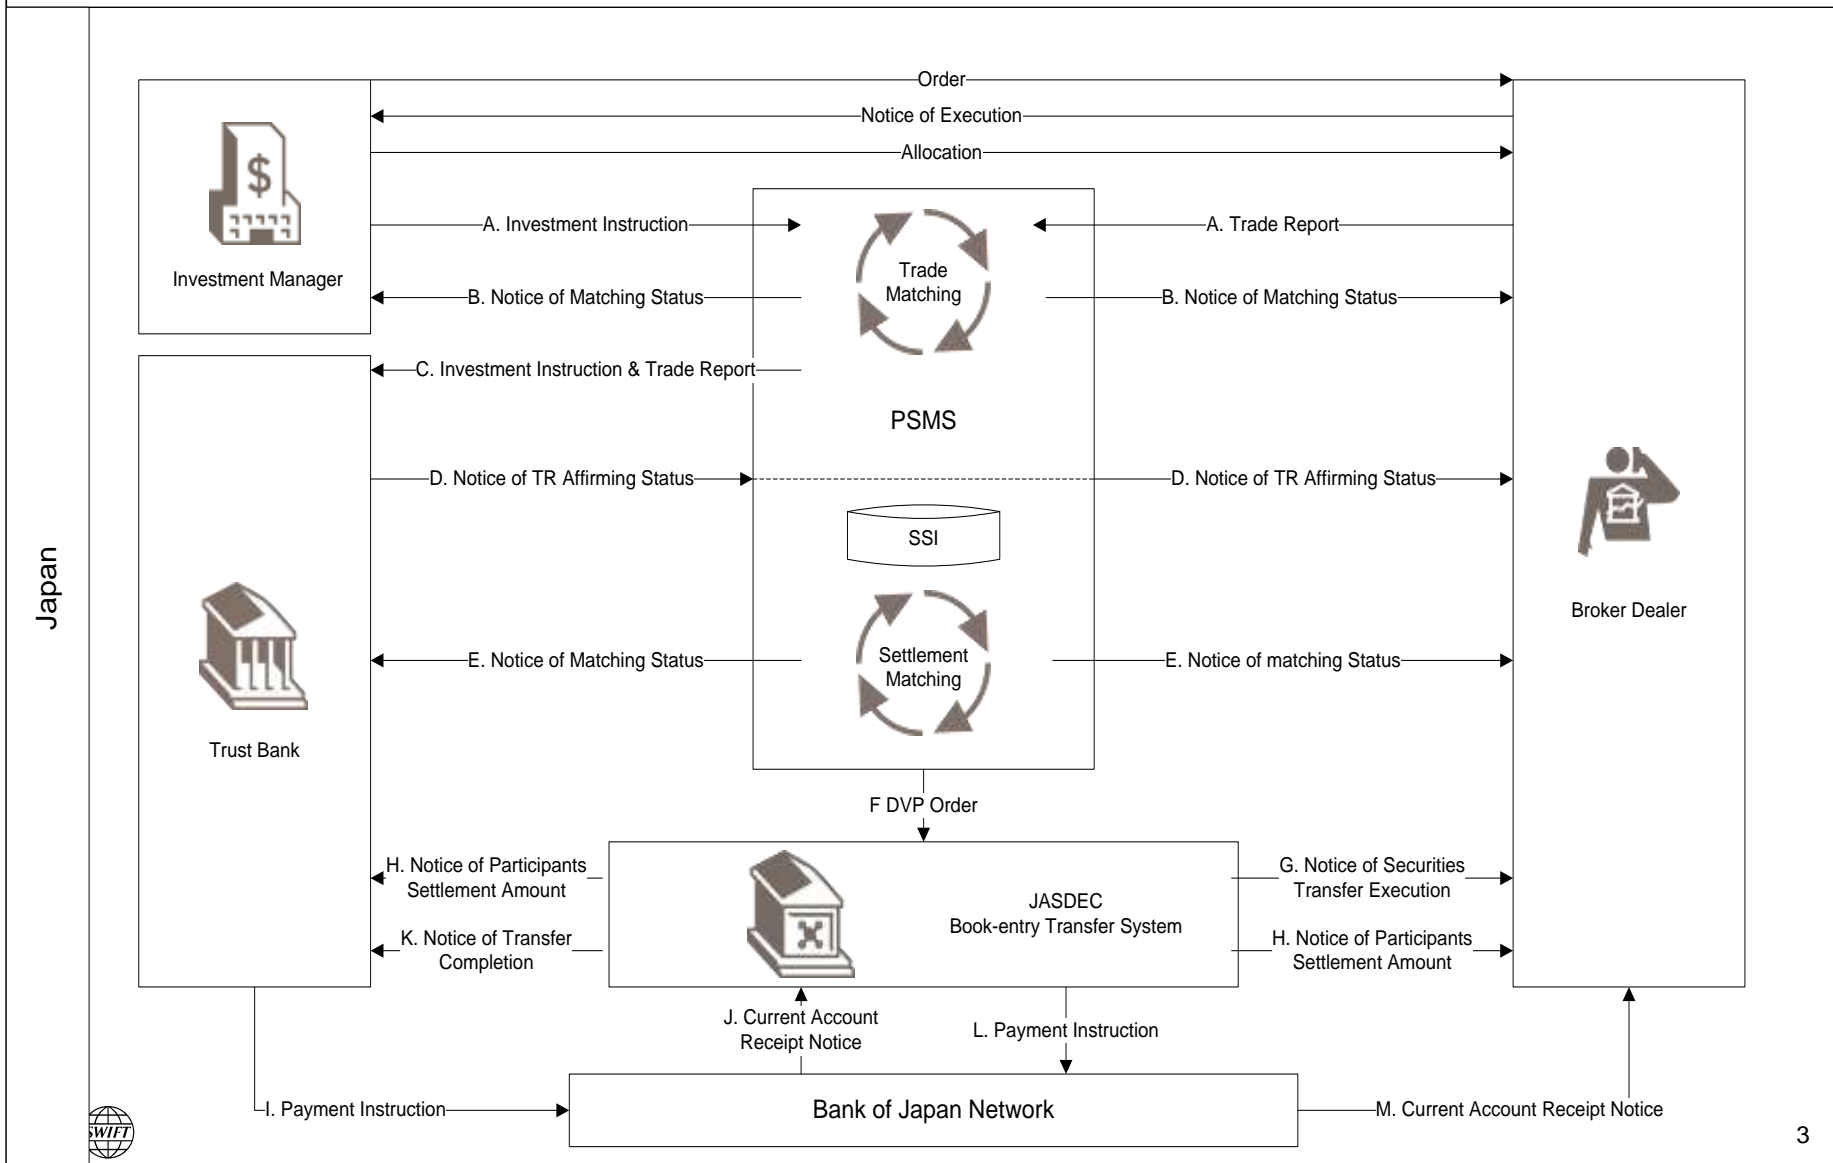 Order
Notice of Execution
Allocation
$
A. Investment Instruction
A. Trade Report
Investment Manager
Trade
Matching
B. Notice of Matching Status
B. Notice of Matching Status
C. Investment Instruction & Trade Report
PSMS
D. Notice of TR Affirming Status
D. Notice of TR Affirming Status
SSI
Japan
Broker Dealer
E. Notice of Matching Status
Settlement
Matching
E. Notice of matching Status
Trust Bank
F DVP Order
H. Notice of Participants
Settlement Amount
G. Notice of Securities
Transfer Execution
JASDEC
Book-entry Transfer System
K. Notice of Transfer
Completion
H. Notice of Participants
Settlement Amount
J. Current Account
Receipt Notice
L. Payment Instruction
I. Payment Instruction
Bank of Japan Network
M. Current Account Receipt Notice
SWIFT
3